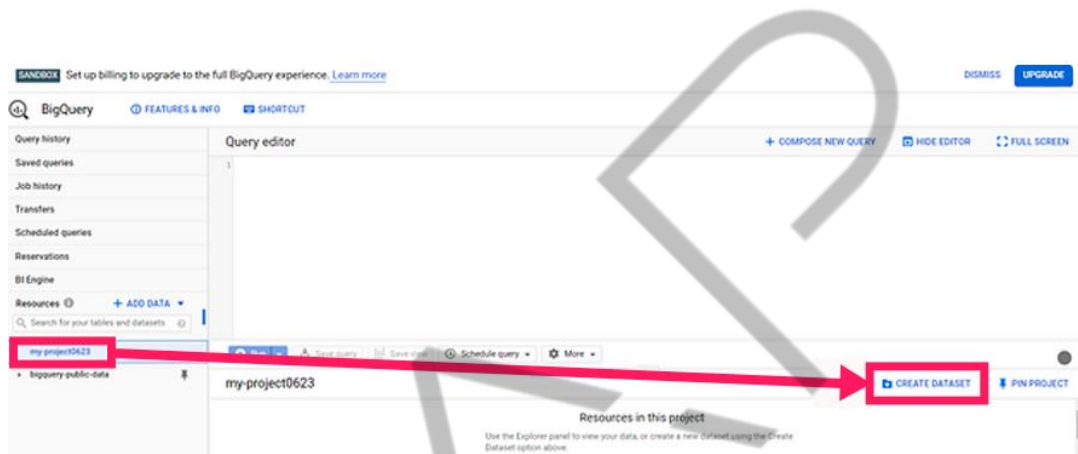 SANDBOX Set up billing to upgrade to the full BigQuery experience. Learn more DISMISS UPGRADE
BigQuery FEATURES & INFO SHORTCUT
Query history
Saved queries
Job history
Transfers
Scheduled queries
Reservations
BI Engine
Resources + ADD DATA
Search for your tables and datasets
my-project0623
bigquery-public-data
Query editor + COMPOSE NEW QUERY HIDE EDITOR FULL SCREEN
1
Save query Save view Schedule query More
my-project0623 CREATE DATASET PIN PROJECT
Resources in this project
Use the Explorer panel to view your data, or create a new dataset using the Create
Dataset option above.